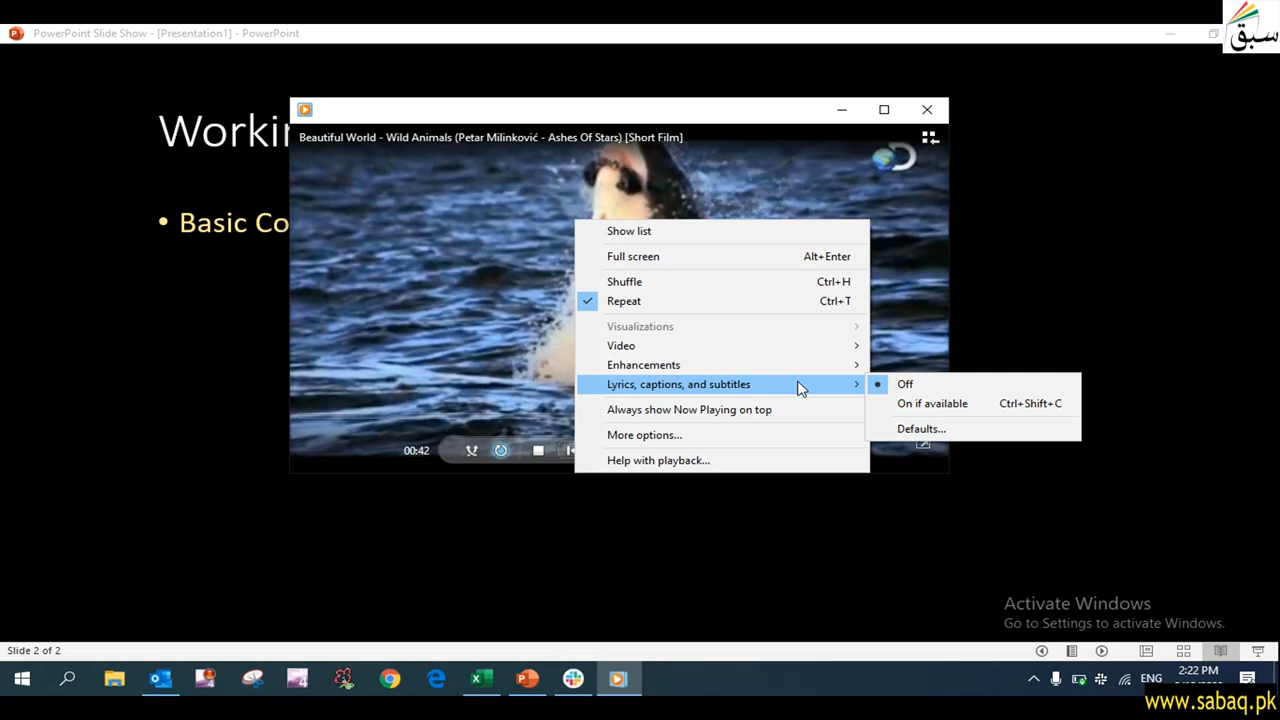 PowerPoint Slide Show - [Presentation1] - PowerPoint
سبق
Beautiful World - Wild Animals (Petar Milinković - Ashes Of Stars) [Short Film]
Basic Co
Show list
Full screen Alt+Enter
Shuffle Ctrl+H
Repeat Ctrl+T
Visualizations
Video
Enhancements
Lyrics, captions, and subtitles
Off
On if available Ctrl+Shift+C
Always show Now Playing on top
Defaults...
More options...
00:42
Help with playback...
Activate Windows
Go to Settings to activate Windows.
Slide 2 of 2
ENG
2:22 PM
www.sabaq.pk